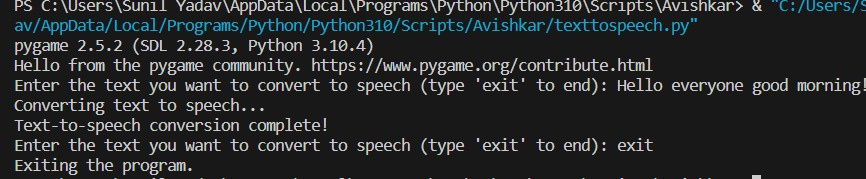 PS C:\Users\Sunil Yadav\AppData\Local\Programs\Python\Python310\Scripts\Avishkar> & "C:/Users/S
av/AppData/Local/Programs/Python/Python310/Scripts/Avishkar/texttospeech.py"
pygame 2.5.2 (SDL 2.28.3, Python 3.10.4)
Hello from the pygame community. https://www.pygame.org/contribute.html
Enter the text you want to convert to speech (type 'exit' to end): Hello everyone good morning!
Converting text to speech...
Text-to-speech conversion complete!
Enter the text you want to convert to speech (type 'exit' to end): exit
Exiting the program.